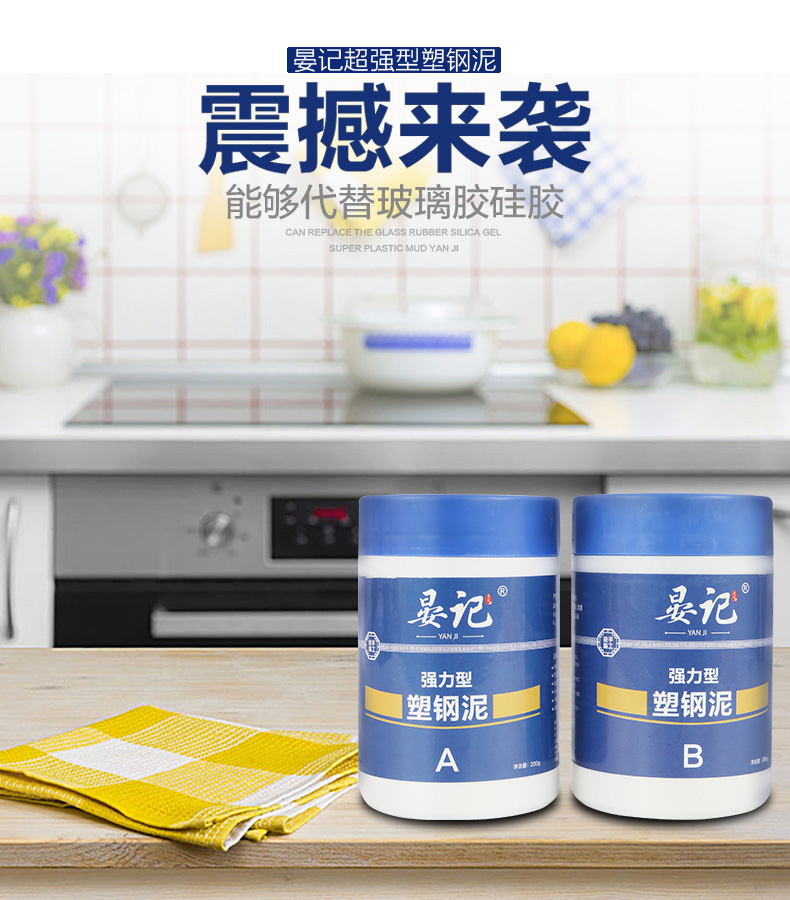 晏记超强型塑钢泥
震撼来袭
能够代替玻璃胶硅胶
CAN REPLACE THE GLASS RUBBER SILICA GEL
SUPER PLASTIC MUD YAN JI
晏记®
YAN JI
强力型
塑钢泥
A
净含量：200g
晏记®
YAN JI
强力型
塑钢泥
B